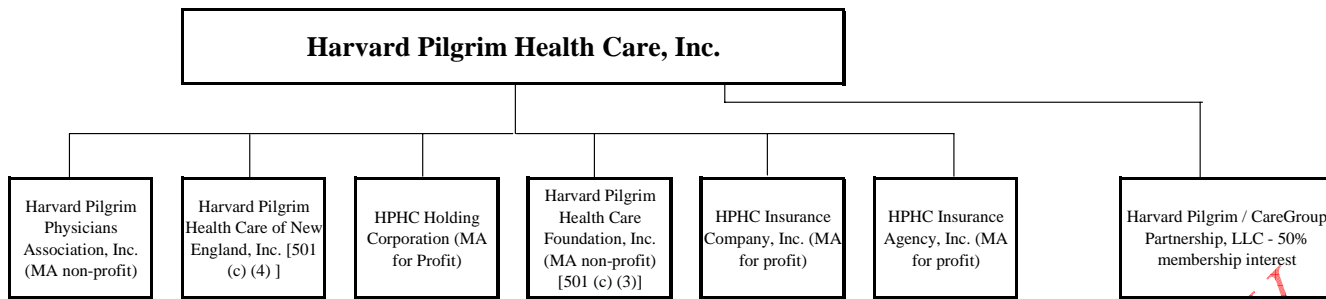 Harvard Pilgrim Health Care, Inc.
Harvard Pilgrim
Physicians
Association, Inc.
(MA non-profit)
Harvard Pilgrim
Health Care of New
England, Inc. [501
(c) (4) ]
HPHC Holding
Corporation (MA
for Profit)
Harvard Pilgrim
Health Care
Foundation, Inc.
(MA non-profit)
[501 (c) (3)]
HPHC Insurance
Company, Inc. (MA
for profit)
HPHC Insurance
Agency, Inc. (MA
for profit)
Harvard Pilgrim / CareGroup
Partnership, LLC - 50%
membership interest